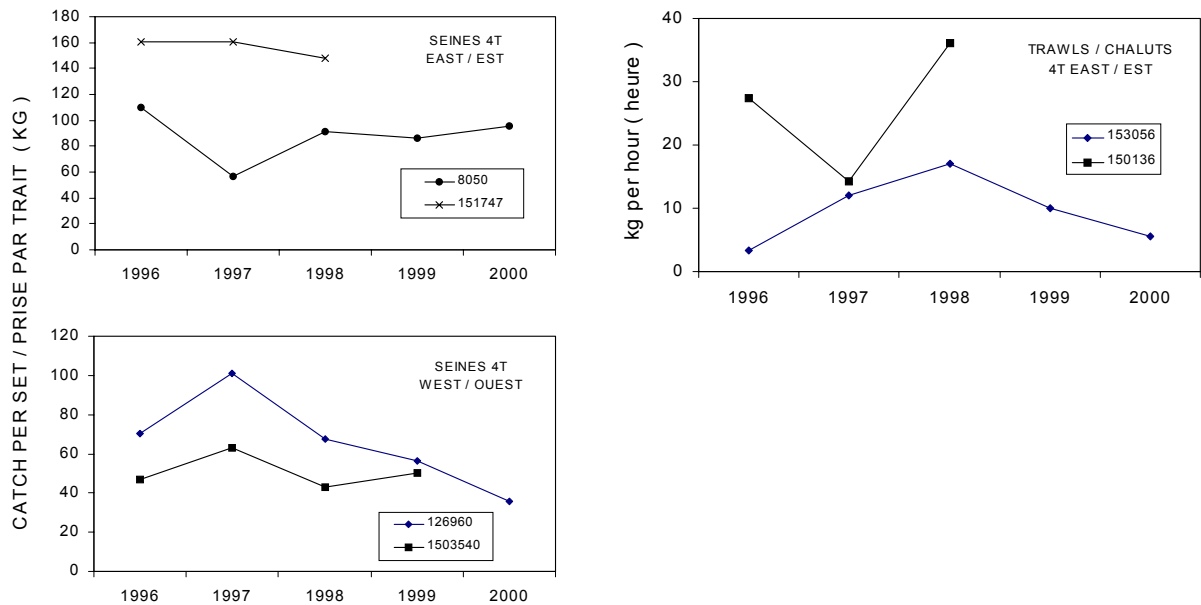 CATCH PER SET / PRISE PAR TRAIT ( KG )
180
160
140
120
100
80
60
40
20
0
SEINES 4T
EAST / EST
8050
151747
1996 1997 1998 1999 2000
kg per hour ( heure )
40
30
20
10
0
TRAWLS / CHALUTS
4T EAST / EST
153056
150136
1996 1997 1998 1999 2000
120
100
80
60
40
20
0
SEINES 4T
WEST / OUEST
126960
1503540
1996 1997 1998 1999 2000